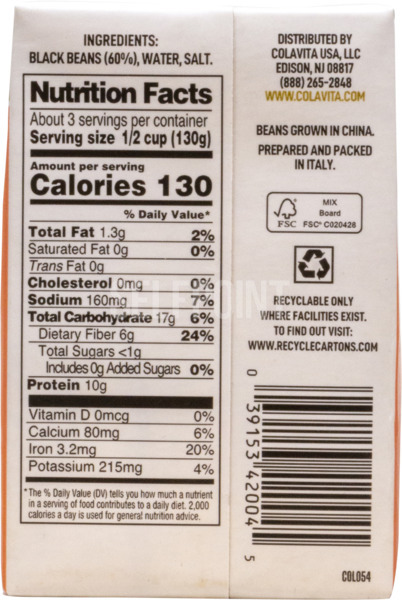 INGREDIENTS:
BLACK BEANS (60%), WATER, SALT.
Nutrition Facts
About 3 servings per container
Serving size 1/2 cup (130g)
Amount per serving
Calories 130
% Daily Value*
Total Fat 1.3g 2%
Saturated Fat 0g 0%
Trans Fat 0g
Cholesterol 0mg 0%
Sodium 160mg 7%
Total Carbohydrate 17g 6%
Dietary Fiber 6g 24%
Total Sugars <1g
Includes 0g Added Sugars 0%
Protein 10g
Vitamin D 0mcg 0%
Calcium 80mg 6%
Iron 3.2mg 20%
Potassium 215mg 4%
*The % Daily Value (DV) tells you how much a nutrient
in a serving of food contributes to a daily diet. 2,000
calories a day is used for general nutrition advice.
DISTRIBUTED BY
COLAVITA USA, LLC
EDISON, NJ 08817
(888) 265-2848
WWW.COLAVITA.COM
BEANS GROWN IN CHINA.
PREPARED AND PACKED
IN ITALY.
FSC
MIX
Board
FSC® C020428
RECYCLABLE ONLY
WHERE FACILITIES EXIST.
TO FIND OUT VISIT:
WWW.RECYCLECARTONS.COM
0 39153 42004 5
COL054